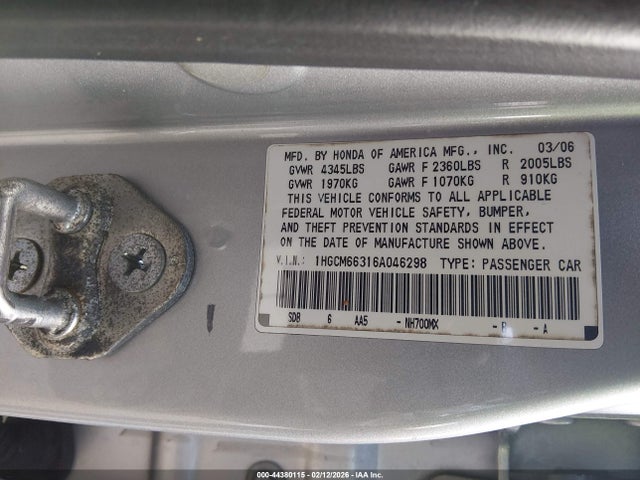 MFD. BY HONDA OF AMERICA MFG., INC. 03/06
GVWR 4345LBS GAWR F 2360LBS R 2005LBS
GVWR 1970KG GAWR F 1070KG R 910KG
THIS VEHICLE CONFORMS TO ALL APPLICABLE
FEDERAL MOTOR VEHICLE SAFETY, BUMPER,
AND THEFT PREVENTION STANDARDS IN EFFECT
ON THE DATE OF MANUFACTURE SHOWN ABOVE.
V.I.N.: 1HGCM66316A046298 TYPE: PASSENGER CAR
SDB 6 AA5 - NH700MX - B - A
000-44380115 - 02/12/2026 - IAAI Inc.